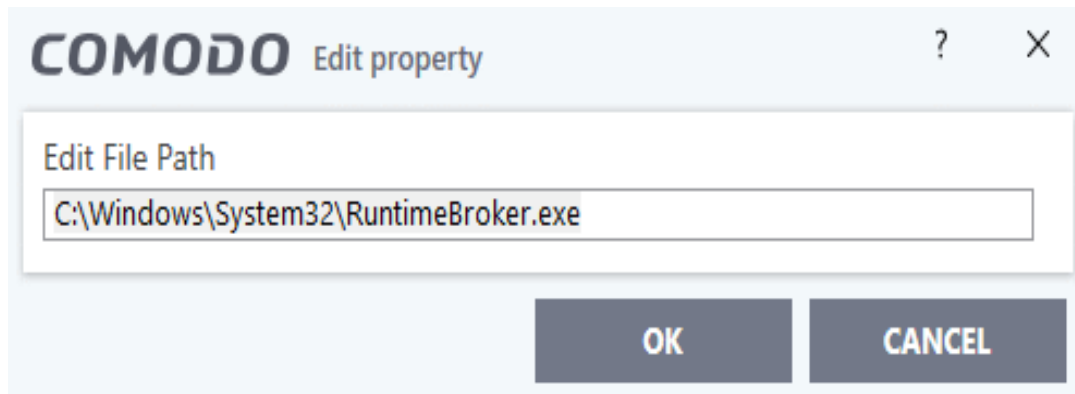 COMODO Edit property ? X
Edit File Path
C:\Windows\System32\RuntimeBroker.exe
OK CANCEL